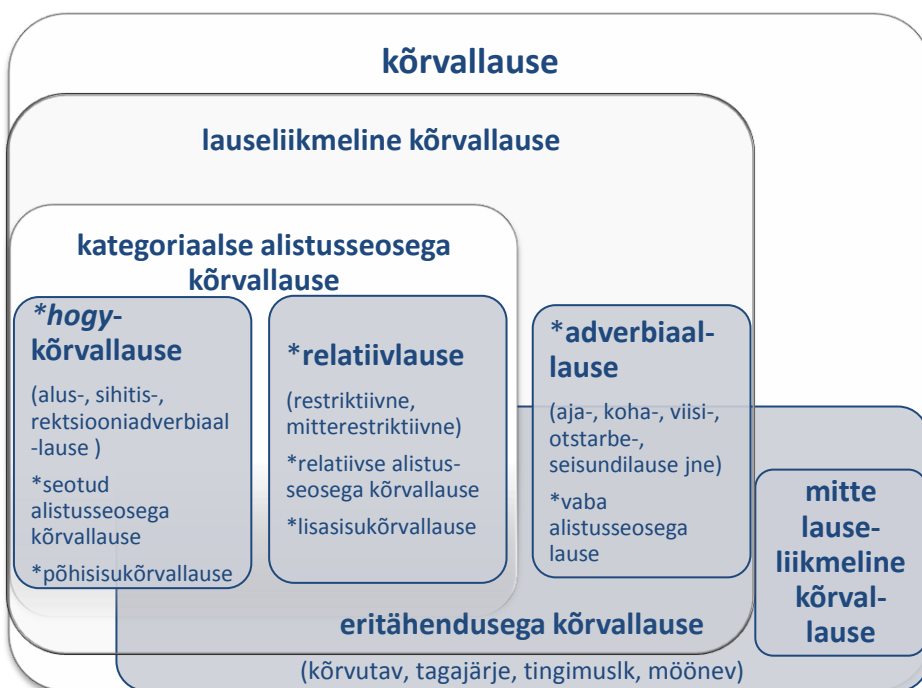 kõrvallause
lauseliikmeline kõrvallause
kategoriaalse alistusseosega
kõrvallause
*hogy-
kõrvallause
(alus-, sihitis-,
rektsiooniadverbiaal
-lause )
*seotud
alistusseosega
kõrvallause
*põhisisukõrvallause
*relatiivlause
(restriktiivne,
mitterestriktiivne)
*relatiivse alistus-
seosega kõrvallause
*lisasisukõrvallause
*adverbiaal-
lause
(aja-, koha-, viisi-,
otstarbe-,
seisundilause jne)
*vaba
alistusseosega
lause
mitte
lause-
liikmeline
kõrval-
lause
eritähendusega kõrvallause
(kõrvutav, tagajärje, tingimuslk, möönev)